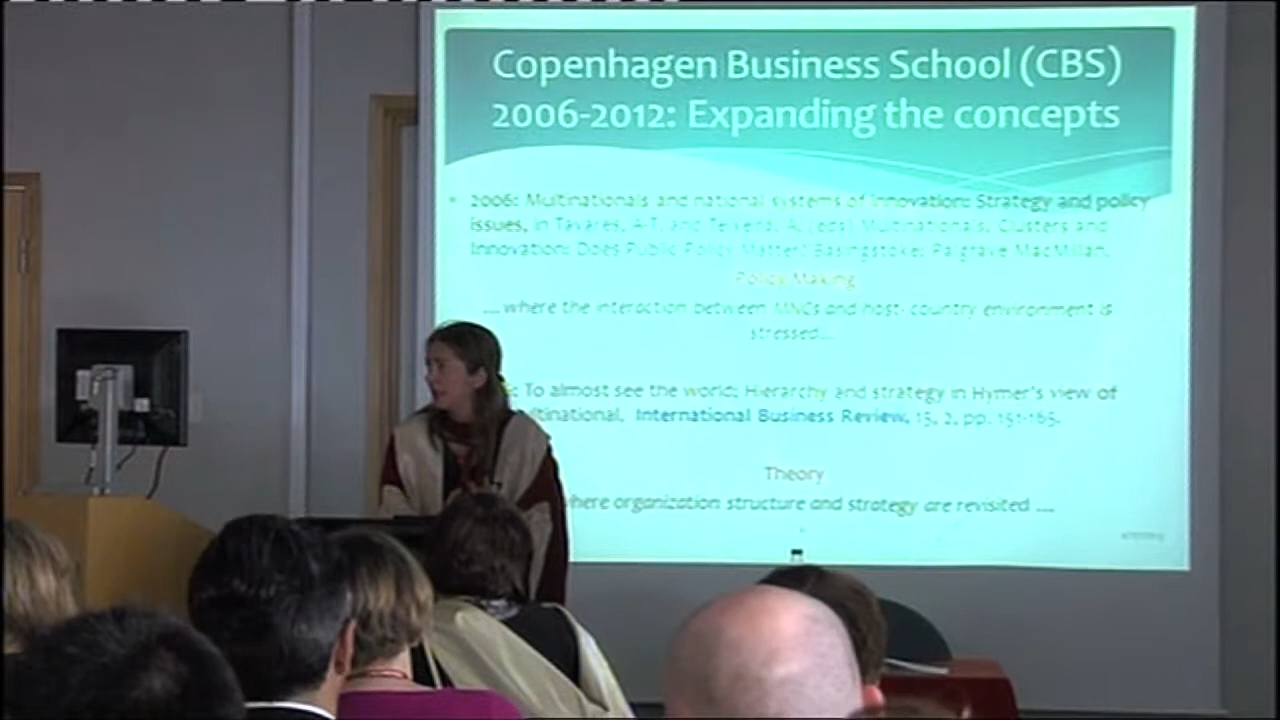 Copenhagen Business School (CBS)
2006-2012: Expanding the concepts
2006: Multinationals and national systems of Innovation: Strategy and policy
issues, in Tavares, A-T. and Teixeira, A. (eds) Multinationals, Clusters and
Innovation: Does Public Policy Matter? Basingstoke: Palgrave MacMillan.
Policy Making
.... where the interaction between MNCs and host- country environment is
stressed....
: To almost see the world: Hierarchy and strategy in Hymer's view of
ltinational, International Business Review, 15, 2, pp. 151-165.
Theory
here organization structure and strategy are revisited ....